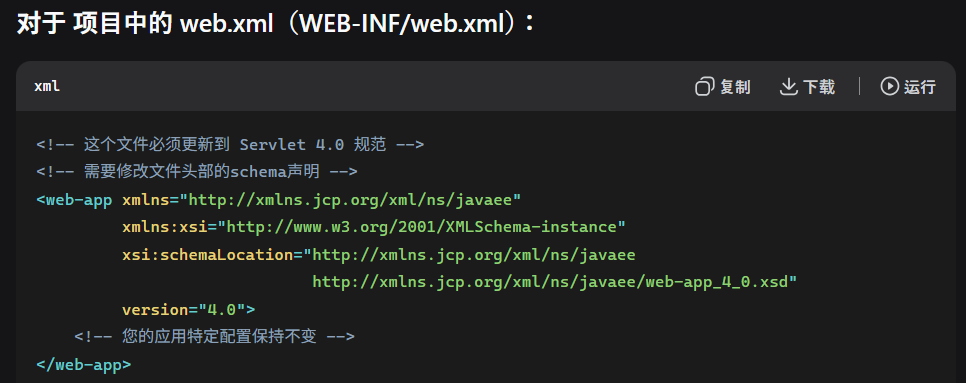 对于 项目中的 web.xml（WEB-INF/web.xml）：
xml 复制 下载 运行
<!-- 这个文件必须更新到 Servlet 4.0 规范 -->
<!-- 需要修改文件头部的schema声明 -->
<web-app xmlns="http://xmlns.jcp.org/xml/ns/javaee"
         xmlns:xsi="http://www.w3.org/2001/XMLSchema-instance"
         xsi:schemaLocation="http://xmlns.jcp.org/xml/ns/javaee
                             http://xmlns.jcp.org/xml/ns/javaee/web-app_4_0.xsd"
         version="4.0">
    <!-- 您的应用特定配置保持不变 -->
</web-app>